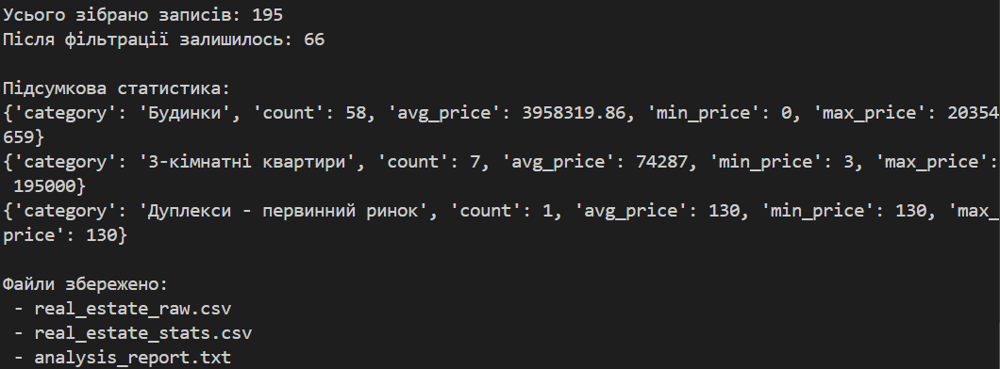 Усього зібрано записів: 195
Після фільтрації залишилось: 66
Підсумкова статистика:
{'category': 'Будинки', 'count': 58, 'avg_price': 3958319.86, 'min_price': 0, 'max_price': 20354
659}
{'category': '3-кімнатні квартири', 'count': 7, 'avg_price': 74287, 'min_price': 3, 'max_price':
195000}
{'category': 'Дуплекси - первинний ринок', 'count': 1, 'avg_price': 130, 'min_price': 130, 'max_
price': 130}
Файли збережено:
- real_estate_raw.csv
- real_estate_stats.csv
- analysis_report.txt